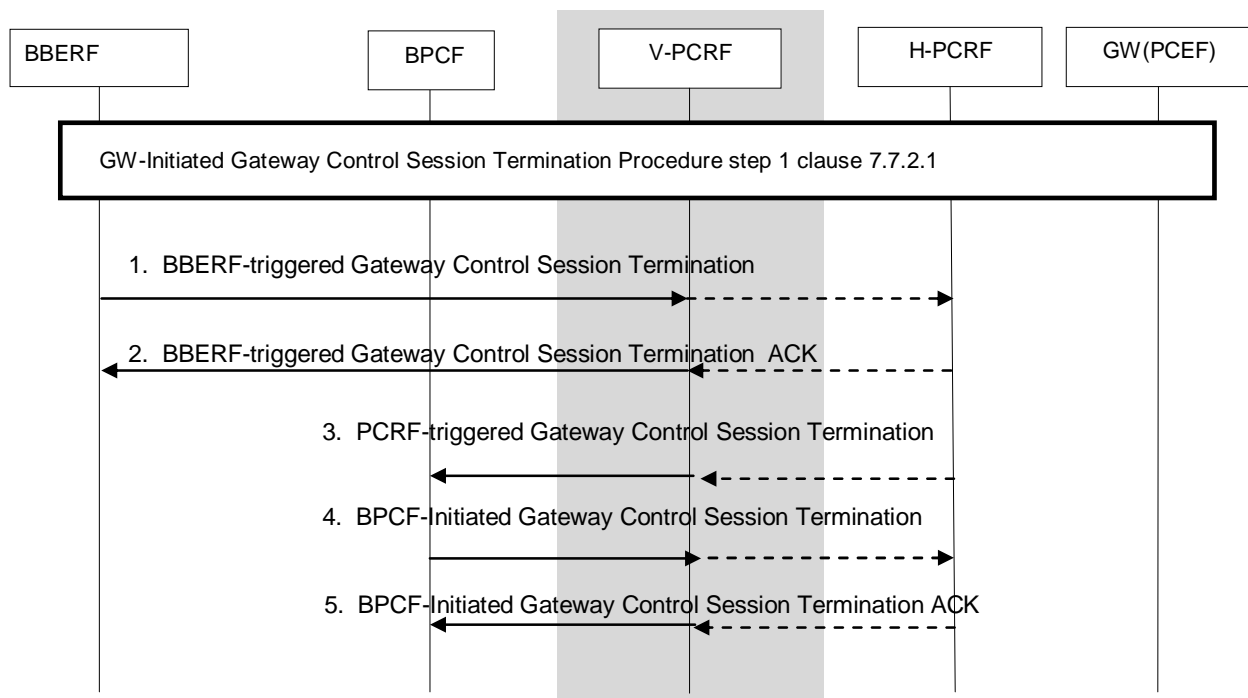 BBERF
BPCF
V-PCRF
H-PCRF
GW(PCEF)
GW-Initiated Gateway Control Session Termination Procedure step 1 clause 7.7.2.1
1. BBERF-triggered Gateway Control Session Termination
2. BBERF-triggered Gateway Control Session Termination ACK
3. PCRF-triggered Gateway Control Session Termination
4. BPCF-Initiated Gateway Control Session Termination
5. BPCF-Initiated Gateway Control Session Termination ACK